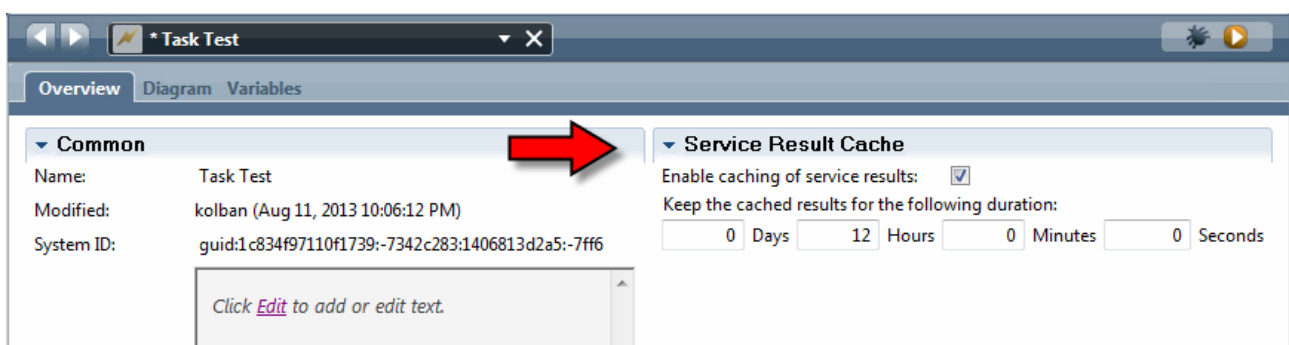 * Task Test
Overview Diagram Variables
Common
Name: Task Test
Modified: kolban (Aug 11, 2013 10:06:12 PM)
System ID: guid:1c834f97110f1739:-7342c283:1406813d2a5:-7ff6
Click Edit to add or edit text.
Service Result Cache
Enable caching of service results:
Keep the cached results for the following duration:
0 Days 12 Hours 0 Minutes 0 Seconds